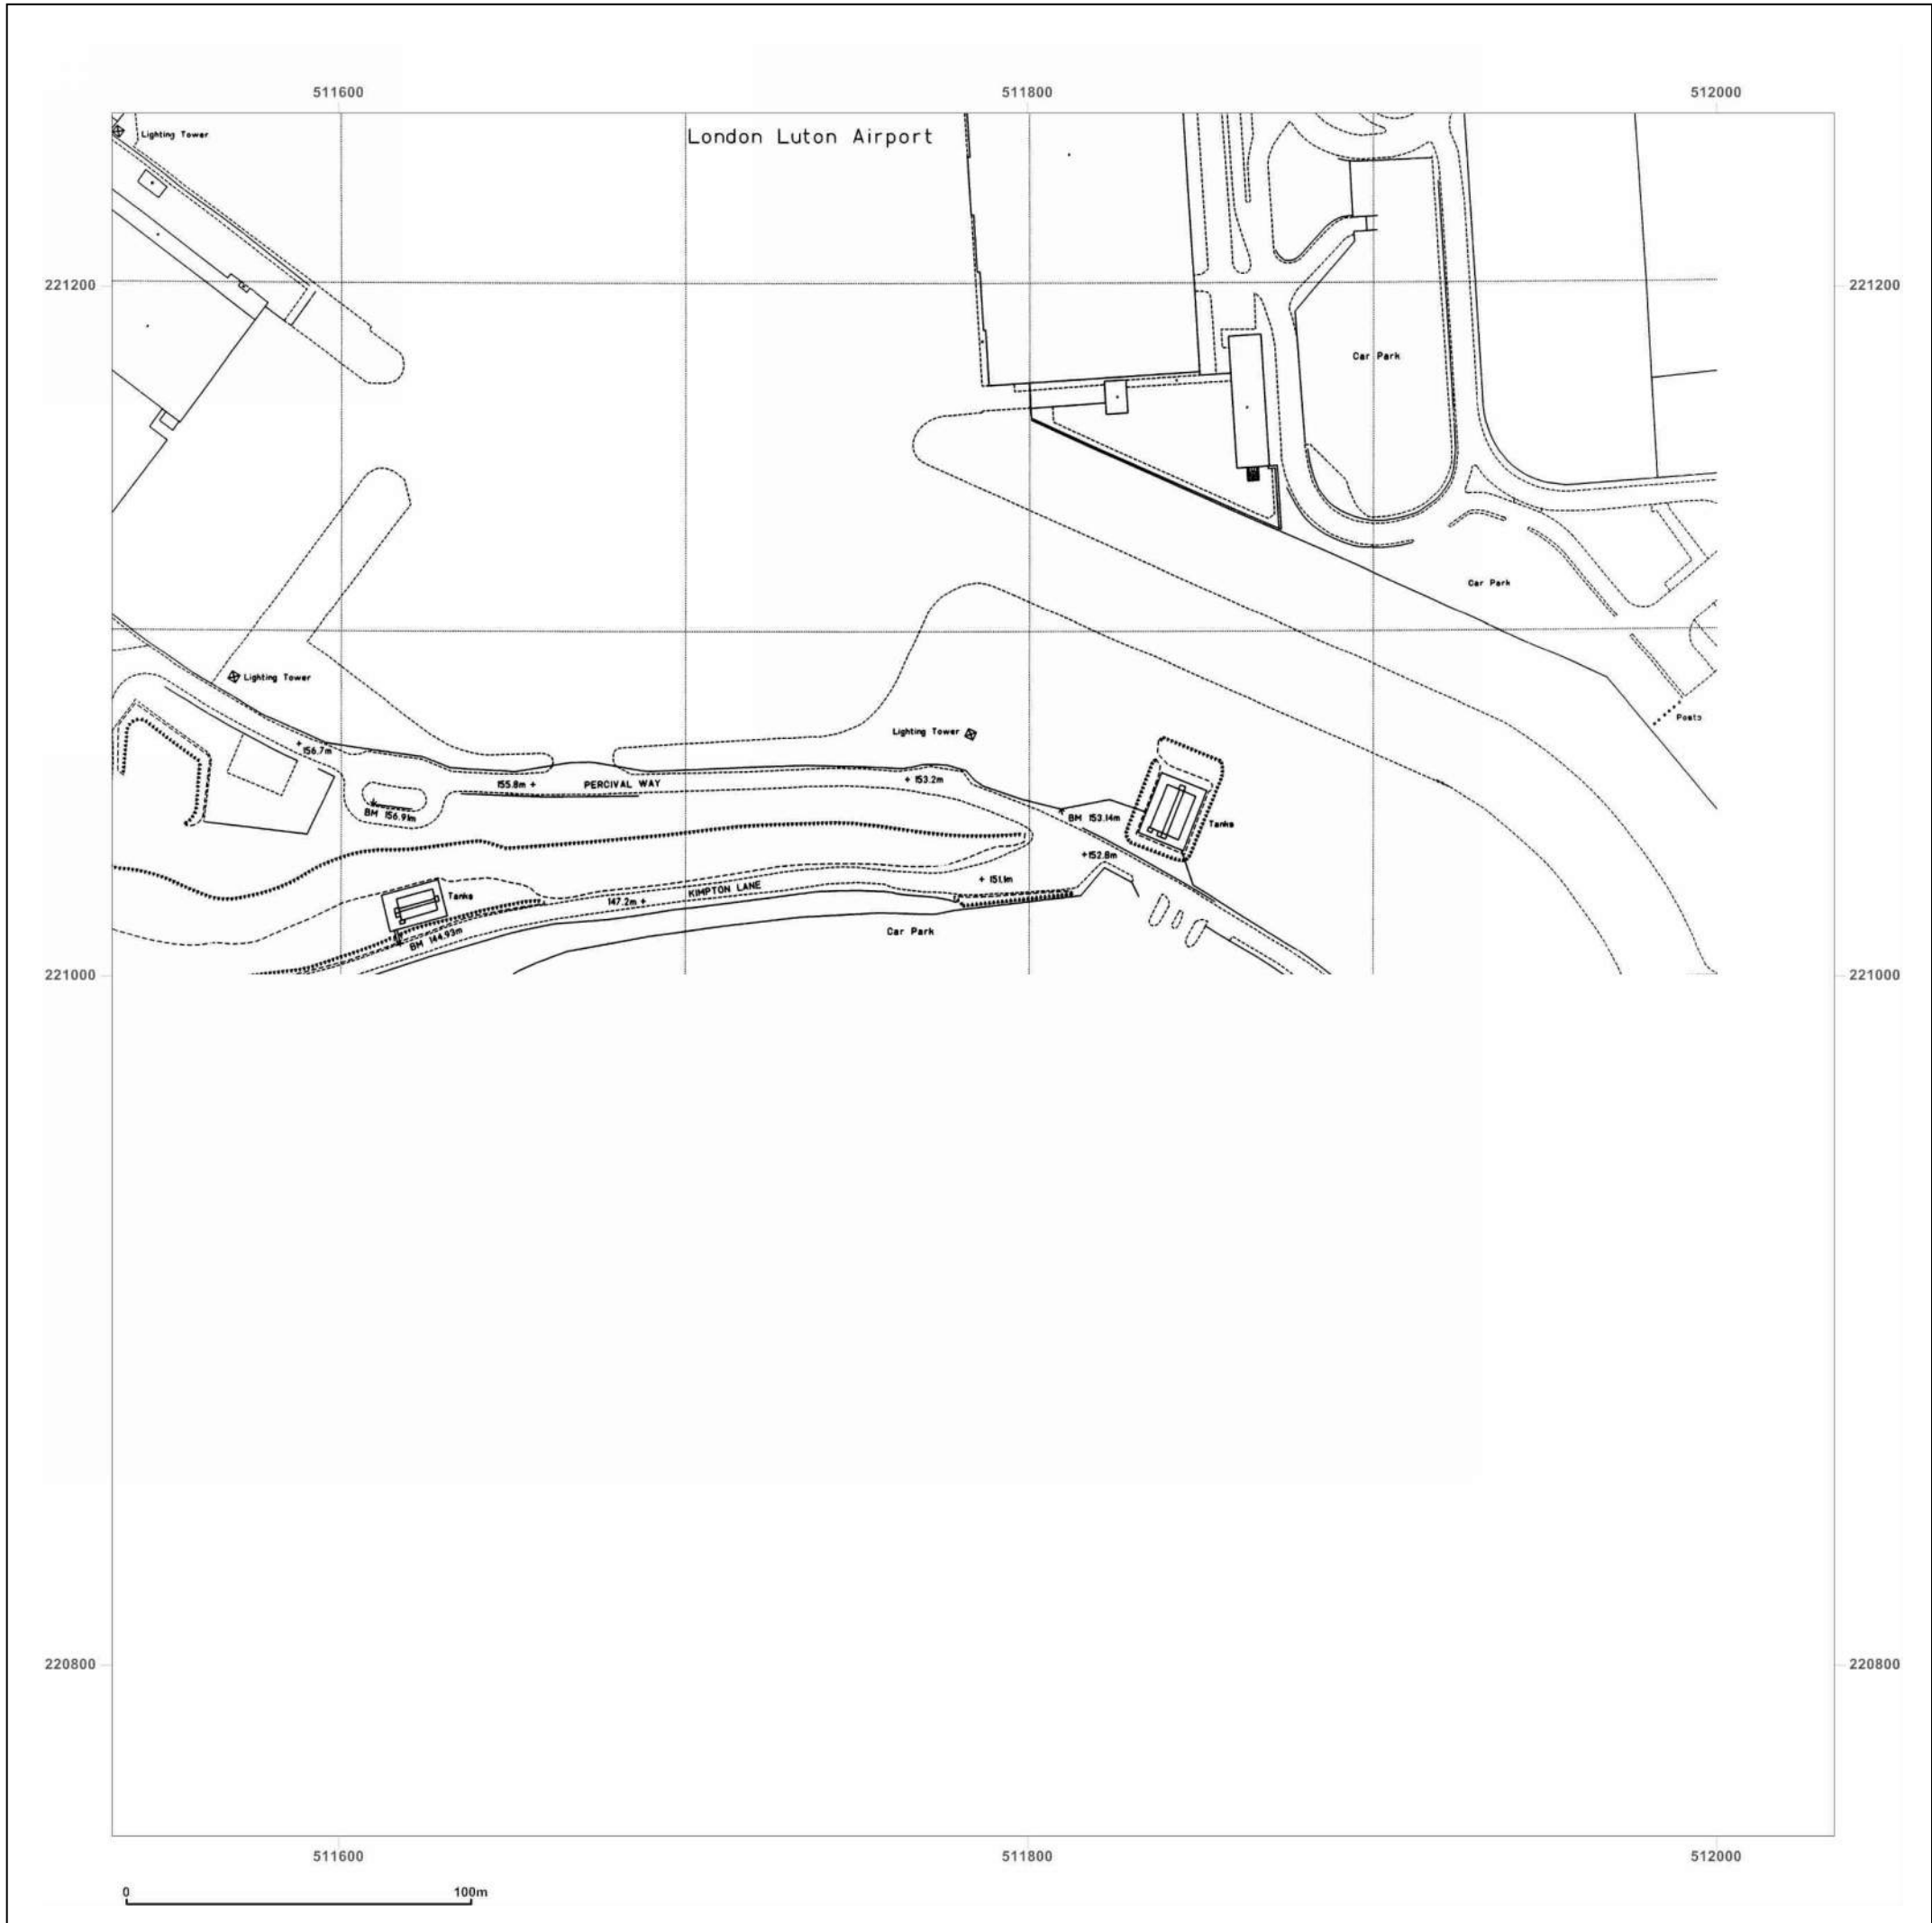 511600
511800
512000
Lighting Tower
London Luton Airport
221200
221200
Car Park
Car Park
Lighting Tower
Posts
Lighting Tower
156.7m
153.2m
155.8m
PERCIVAL WAY
BM 156.91m
BM 153.14m
Tanks
152.8m
151.1m
KIMPTON LANE
Tanks
147.2m
Car Park
BM 144.93m
221000
221000
220800
220800
511600
511800
512000
0
100m